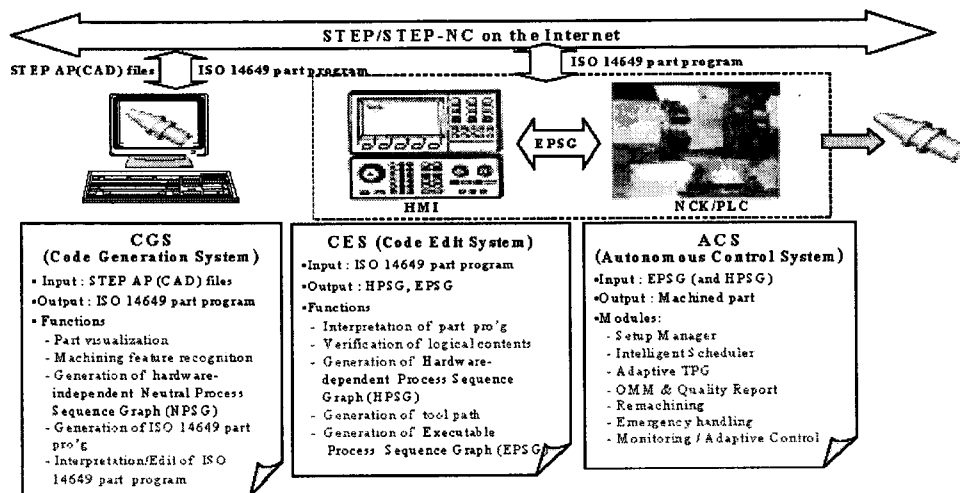 STEP/STEP-NC on the Internet
STEP AP(CAD) files
ISO 14649 part program
ISO 14649 part program
EPSG
HMI
NCK/PLC
CGS
(Code Generation System)
▪ Input : STEP AP (CAD) files
▪Output : ISO 14649 part program
▪ Functions
- Part visualization
- Machining feature recognition
- Generation of hardware-
independent Neutral Process
Sequence Graph (NPSG)
- Generation of ISO 14649 part
pro'g
- Interpretation/Edit of ISO
14649 part program
CES (Code Edit System)
▪Input : ISO 14649 part program
▪Output : HPSG, EPSG
▪Functions
- Interpretation of part pro'g
- Verification of logical contents
- Generation of Hardware-
dependent Process Sequence
Graph (HPSG)
- Generation of tool path
- Generation of Executable
Process Sequence Graph (EPSG)
ACS
(Autonomous Control System)
▪Input : EPSG (and HPSG)
▪Output : Machined part
▪Modules:
- Setup Manager
- Intelligent Scheduler
- Adaptive TPG
- OMM & Quality Report
- Remachining
- Emergency handling
- Monitoring / Adaptive Control